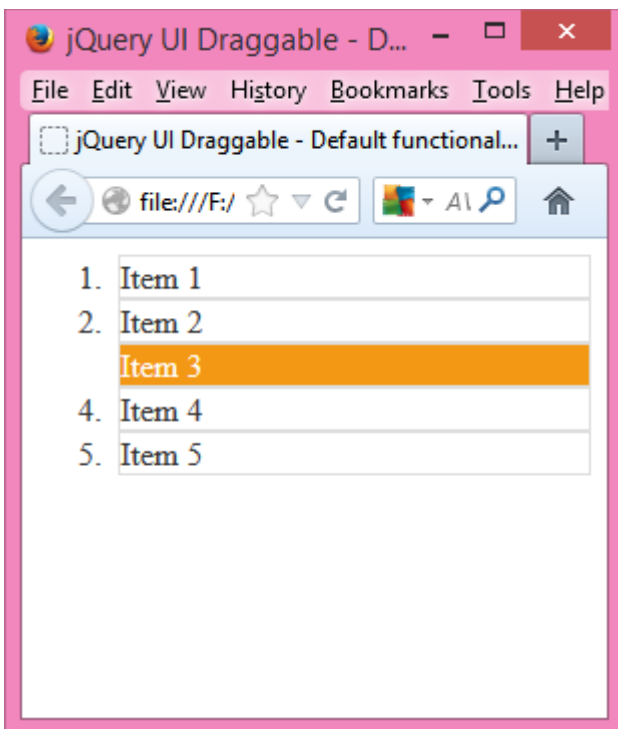 jQuery UI Draggable - D...
File Edit View History Bookmarks Tools Help
jQuery UI Draggable - Default functional... +
file:///F:/
1. Item 1
2. Item 2
Item 3
4. Item 4
5. Item 5